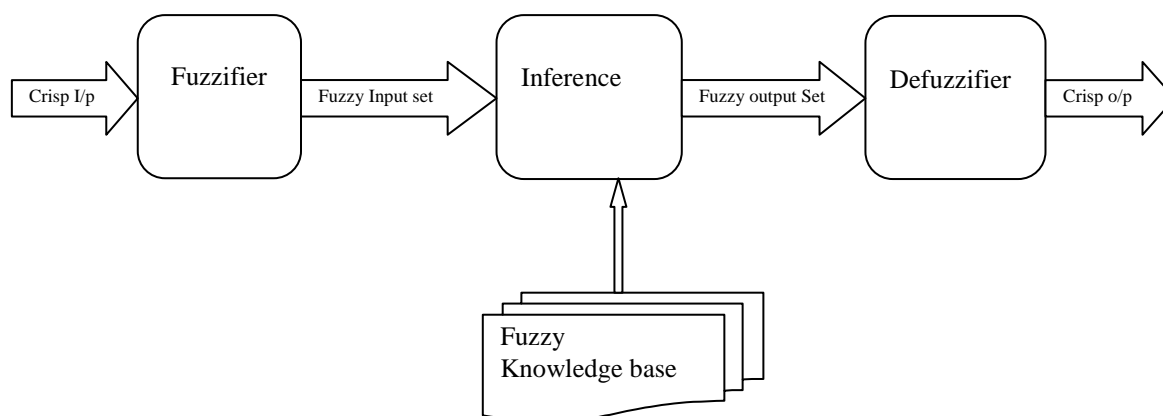 Fuzzifier
Inference
Defuzzifier
Crisp I/p
Fuzzy Input set
Fuzzy output Set
Crisp o/p
Fuzzy
Knowledge base